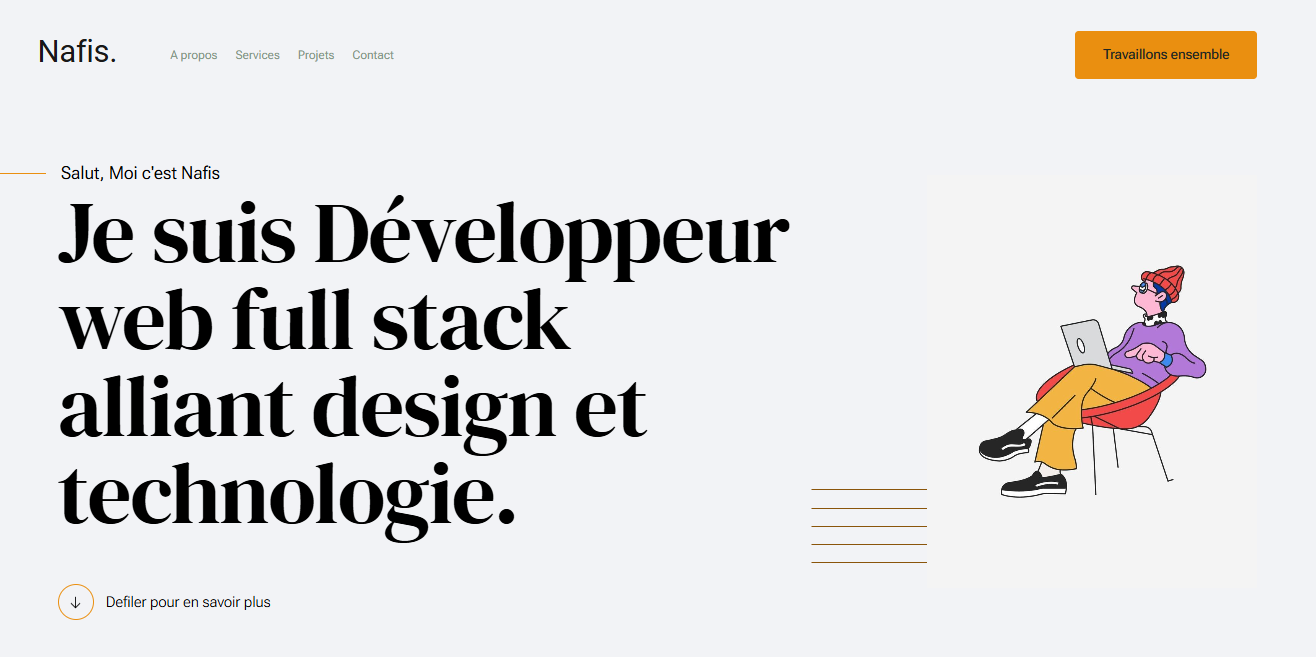 Nafis.
A propos
Services
Projets
Contact
Travaillons ensemble
Salut, Moi c'est Nafis
Je suis Développeur
web full stack
alliant design et
technologie.
Defiler pour en savoir plus